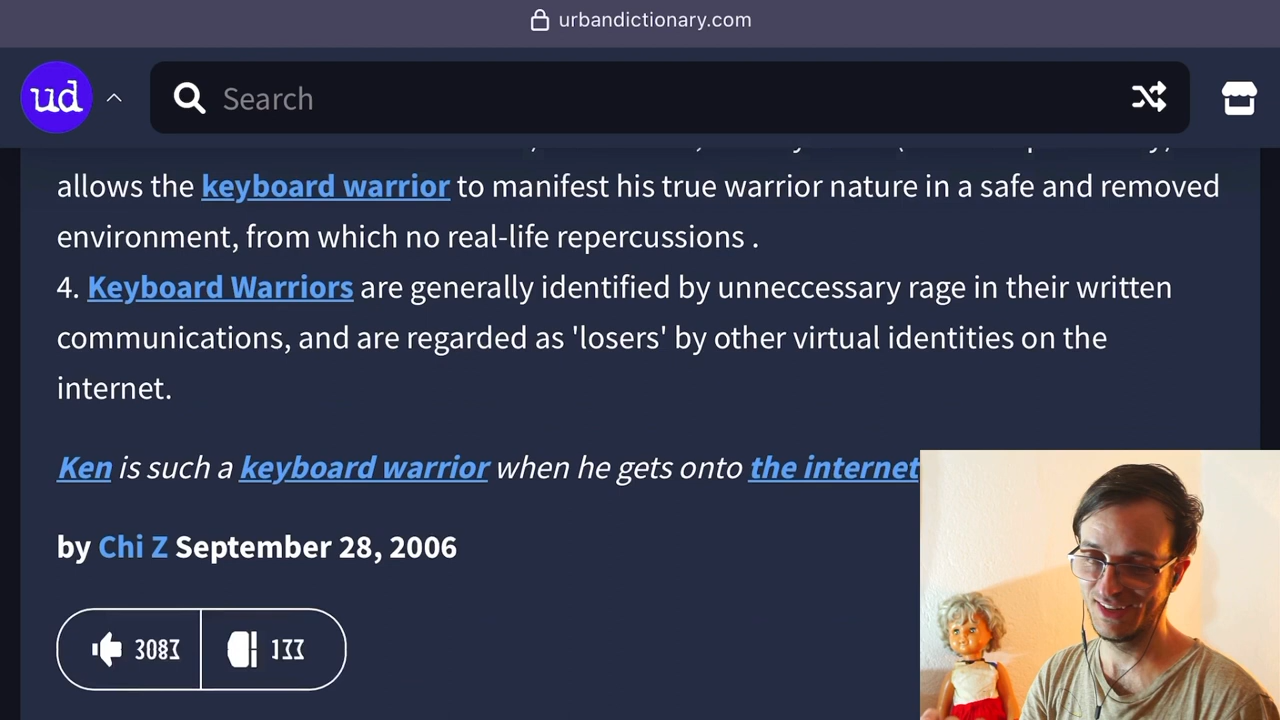 urbandictionary.com
ud
Search
allows the keyboard warrior to manifest his true warrior nature in a safe and removed
environment, from which no real-life repercussions .
4. Keyboard Warriors are generally identified by unneccessary rage in their written
communications, and are regarded as 'losers' by other virtual identities on the
internet.
Ken is such a keyboard warrior when he gets onto the internet
by Chi Z September 28, 2006